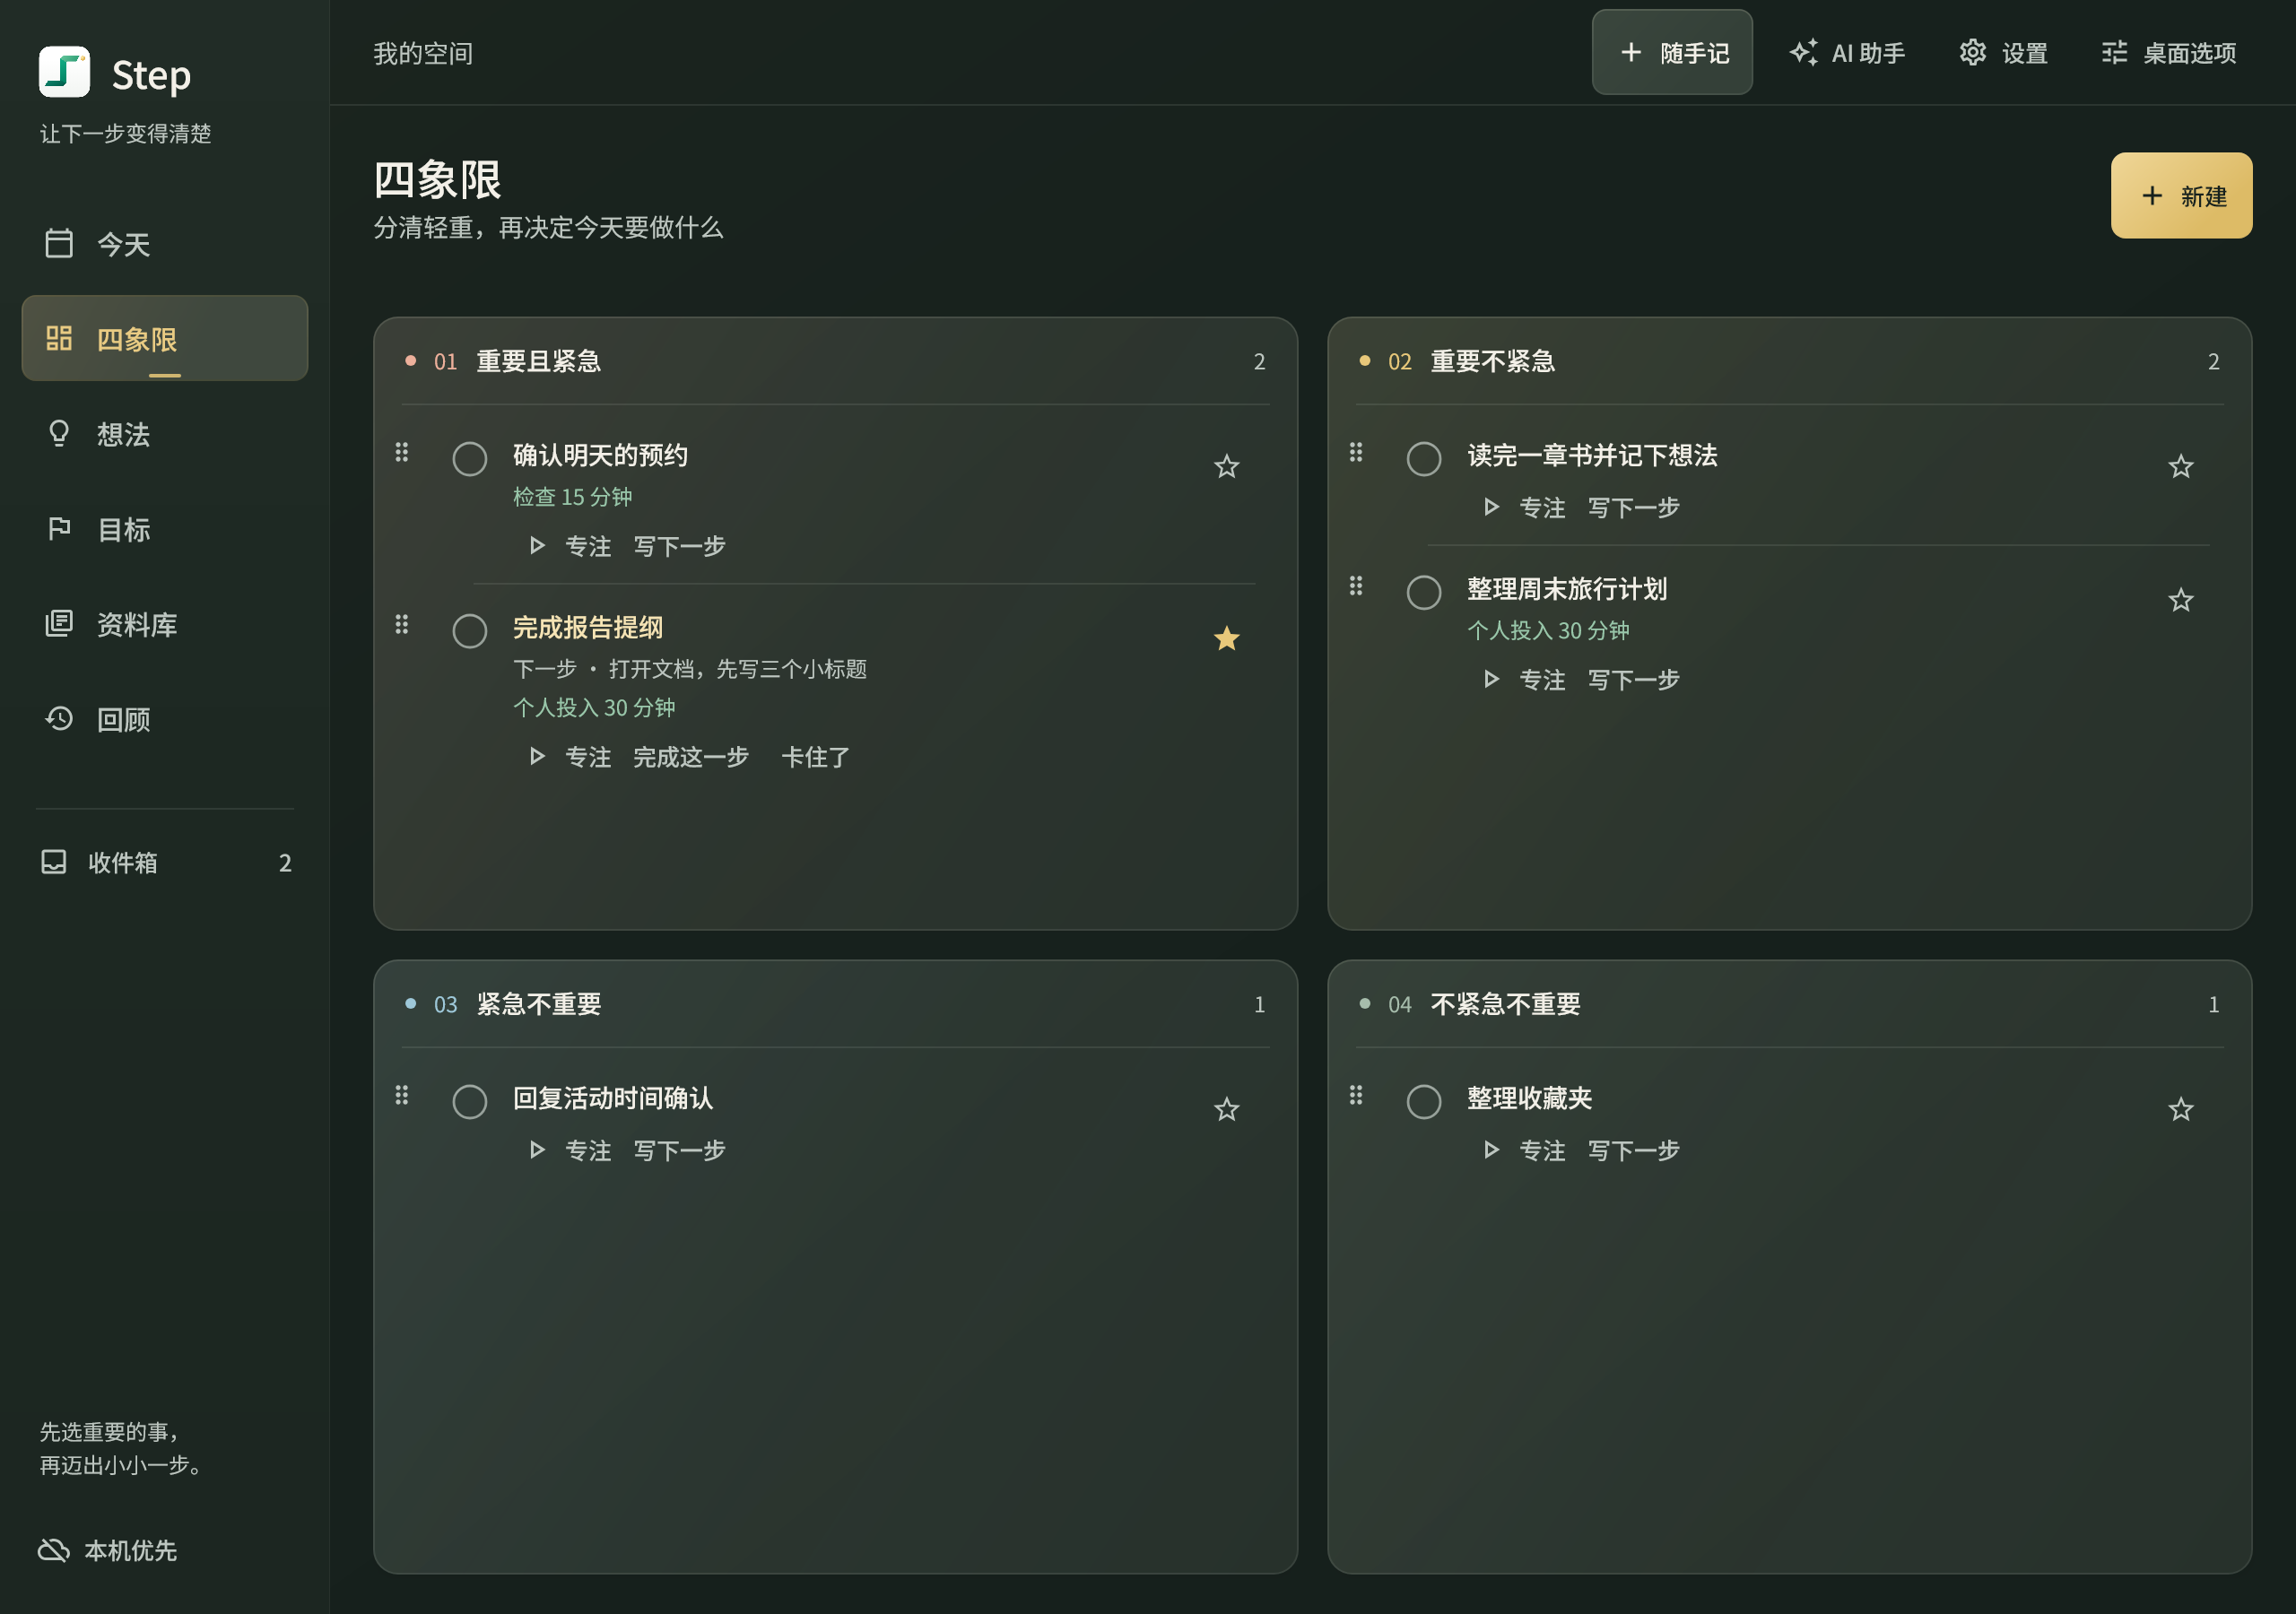 Step
让下一步变得清楚
今天
四象限
想法
目标
资料库
回顾
收件箱 2
先选重要的事，
再迈出小小一步。
本机优先
我的空间
随手记
AI 助手
设置
桌面选项
四象限
分清轻重，再决定今天要做什么
新建
01 重要且紧急 2
确认明天的预约
检查 15 分钟
专注 写下一步
完成报告提纲
下一步 · 打开文档，先写三个小标题
个人投入 30 分钟
专注 完成这一步 卡住了
02 重要不紧急 2
读完一章书并记下想法
专注 写下一步
整理周末旅行计划
个人投入 30 分钟
专注 写下一步
03 紧急不重要 1
回复活动时间确认
专注 写下一步
04 不紧急不重要 1
整理收藏夹
专注 写下一步